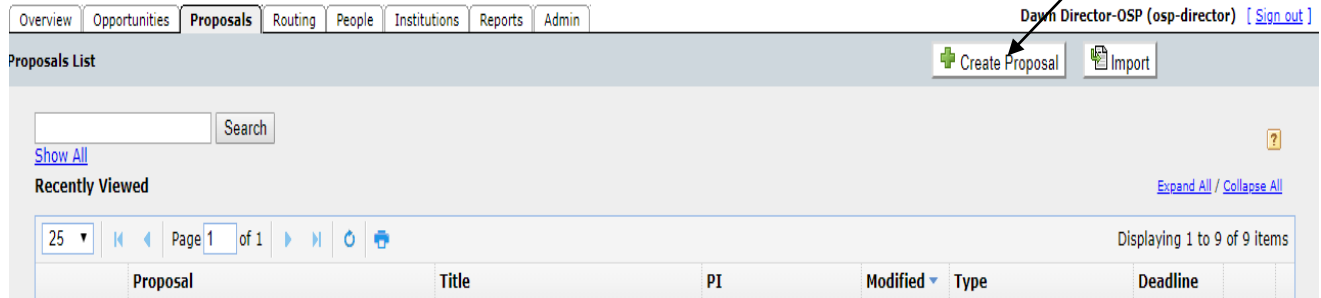 Overview Opportunities Proposals Routing People Institutions Reports Admin Dawn Director-OSP (osp-director) [ Sign out ]
Proposals List Create Proposal Import
Search
?
Show All
Recently Viewed Expand All / Collapse All
25 Page 1 of 1 Displaying 1 to 9 of 9 items
Proposal Title PI Modified Type Deadline